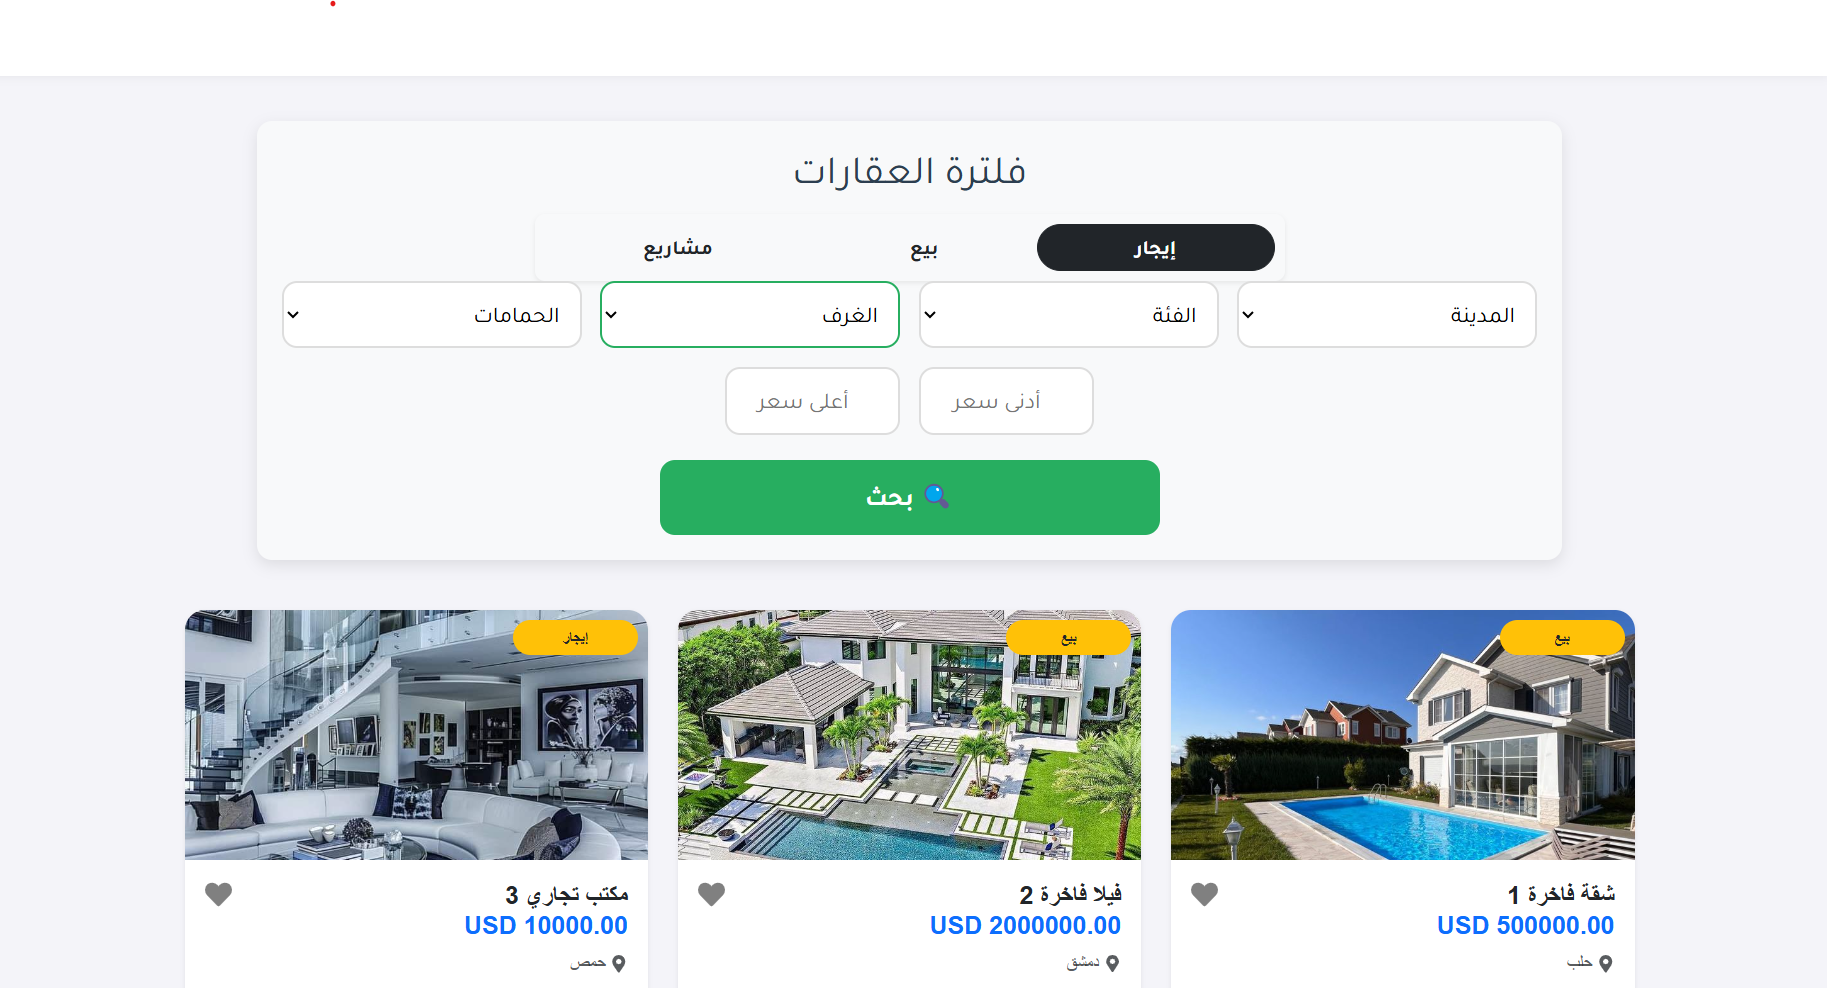 فلترة العقارات
إيجار بيع مشاريع
المدينة الفئة الغرف الحمامات
أدنى سعر أعلى سعر
🔍 بحث
بيع
شقة فاخرة 1
USD 500000.00
حلب
بيع
فيلا فاخرة 2
USD 2000000.00
دمشق
إيجار
مكتب تجاري 3
USD 10000.00
حمص